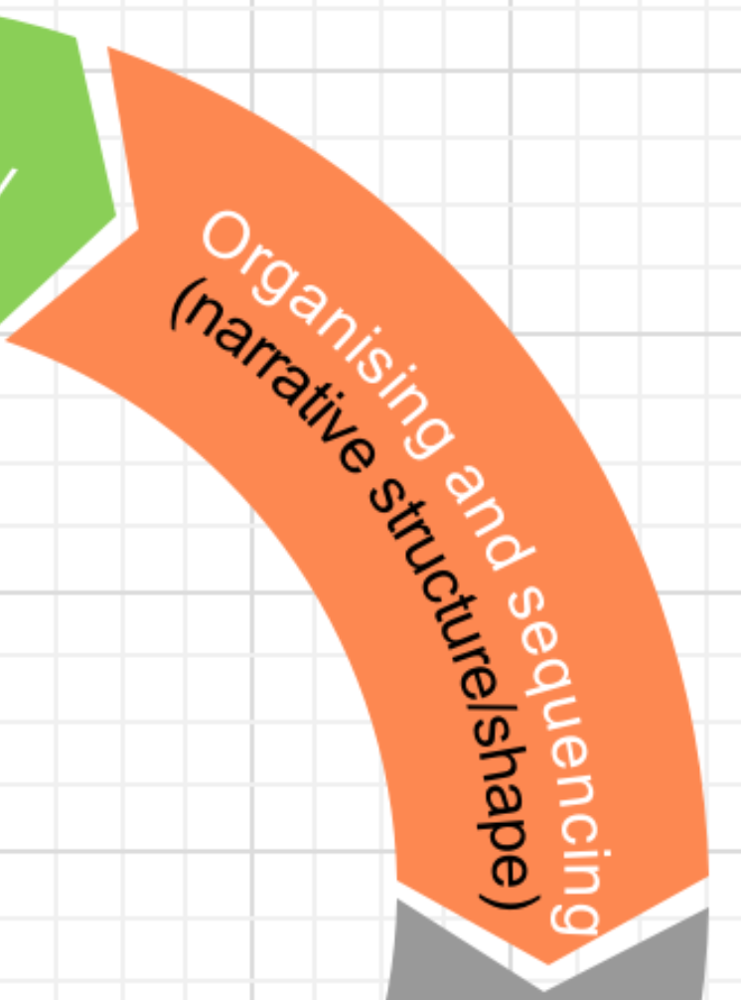 Organising and sequencing
(narrative structure/shape)